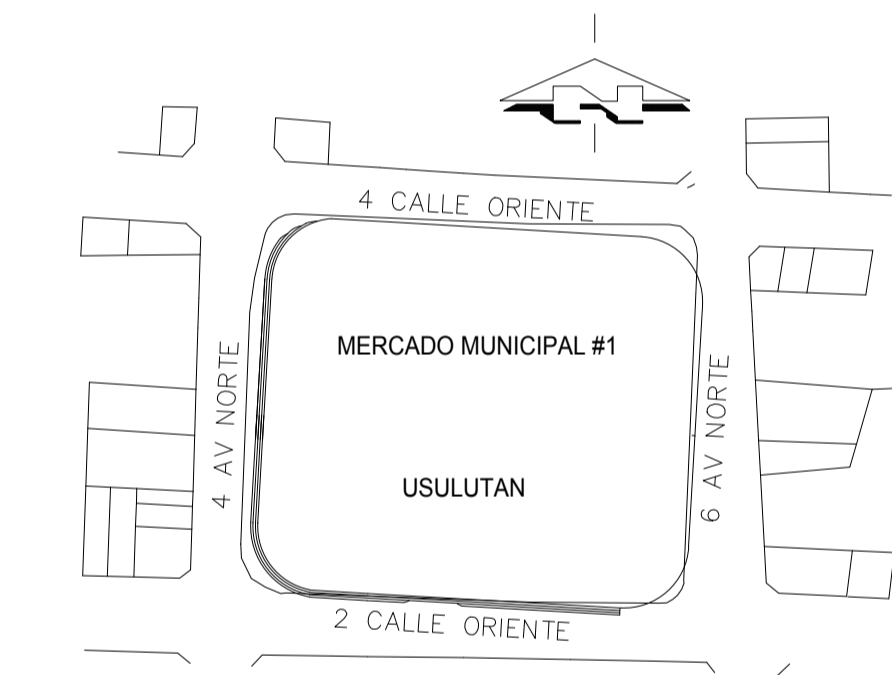 4 CALLE ORIENTE
MERCADO MUNICIPAL #1
4 AV NORTE
6 AV NORTE
USULUTAN
2 CALLE ORIENTE